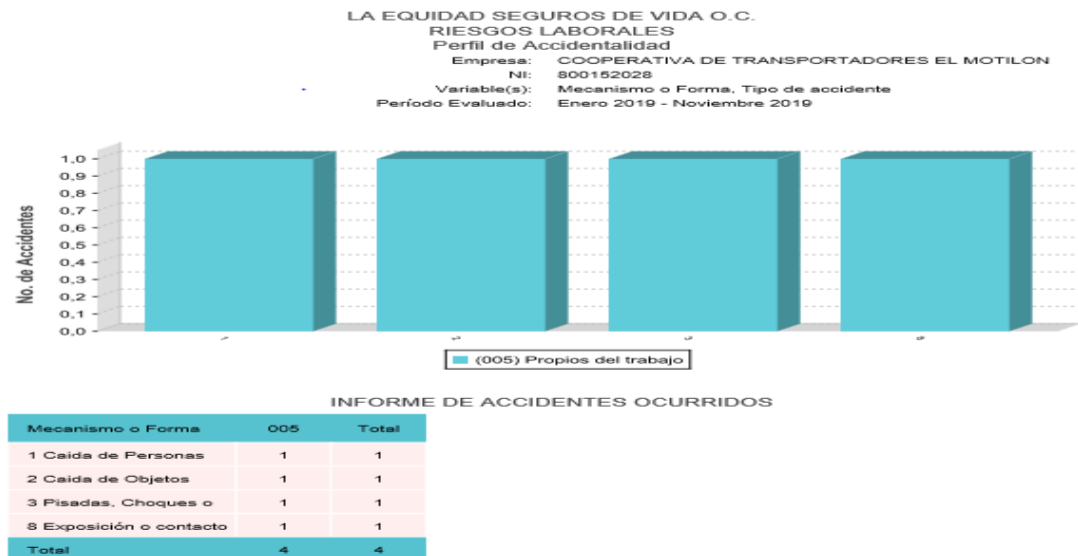 LA EQUIDAD SEGUROS DE VIDA O.C.
RIESGOS LABORALES
Perfil de Accidentalidad
Empresa: COOPERATIVA DE TRANSPORTADORES EL MOTILON
NI: 800152028
Variable(s): Mecanismo o Forma, Tipo de accidente
Período Evaluado: Enero 2019 - Noviembre 2019
No. de Accidentes
1,0
0,9
0,8
0,7
0,6
0,5
0,4
0,3
0,2
0,1
0,0
(005) Propios del trabajo
INFORME DE ACCIDENTES OCURRIDOS
Mecanismo o Forma 005 Total
1 Caida de Personas 1 1
2 Caida de Objetos 1 1
3 Pisadas, Choques o 1 1
8 Exposición o contacto 1 1
Total 4 4